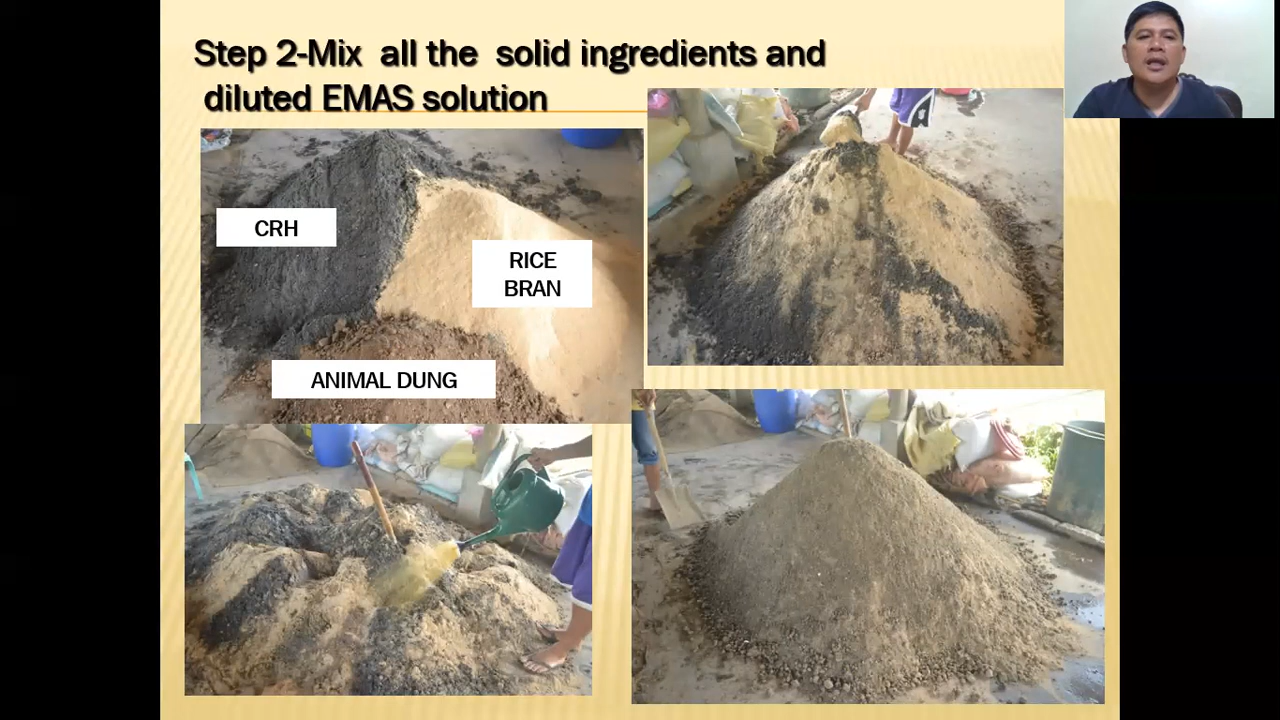 Step 2-Mix all the solid ingredients and
diluted EMAS solution
CRH
RICE
BRAN
ANIMAL DUNG